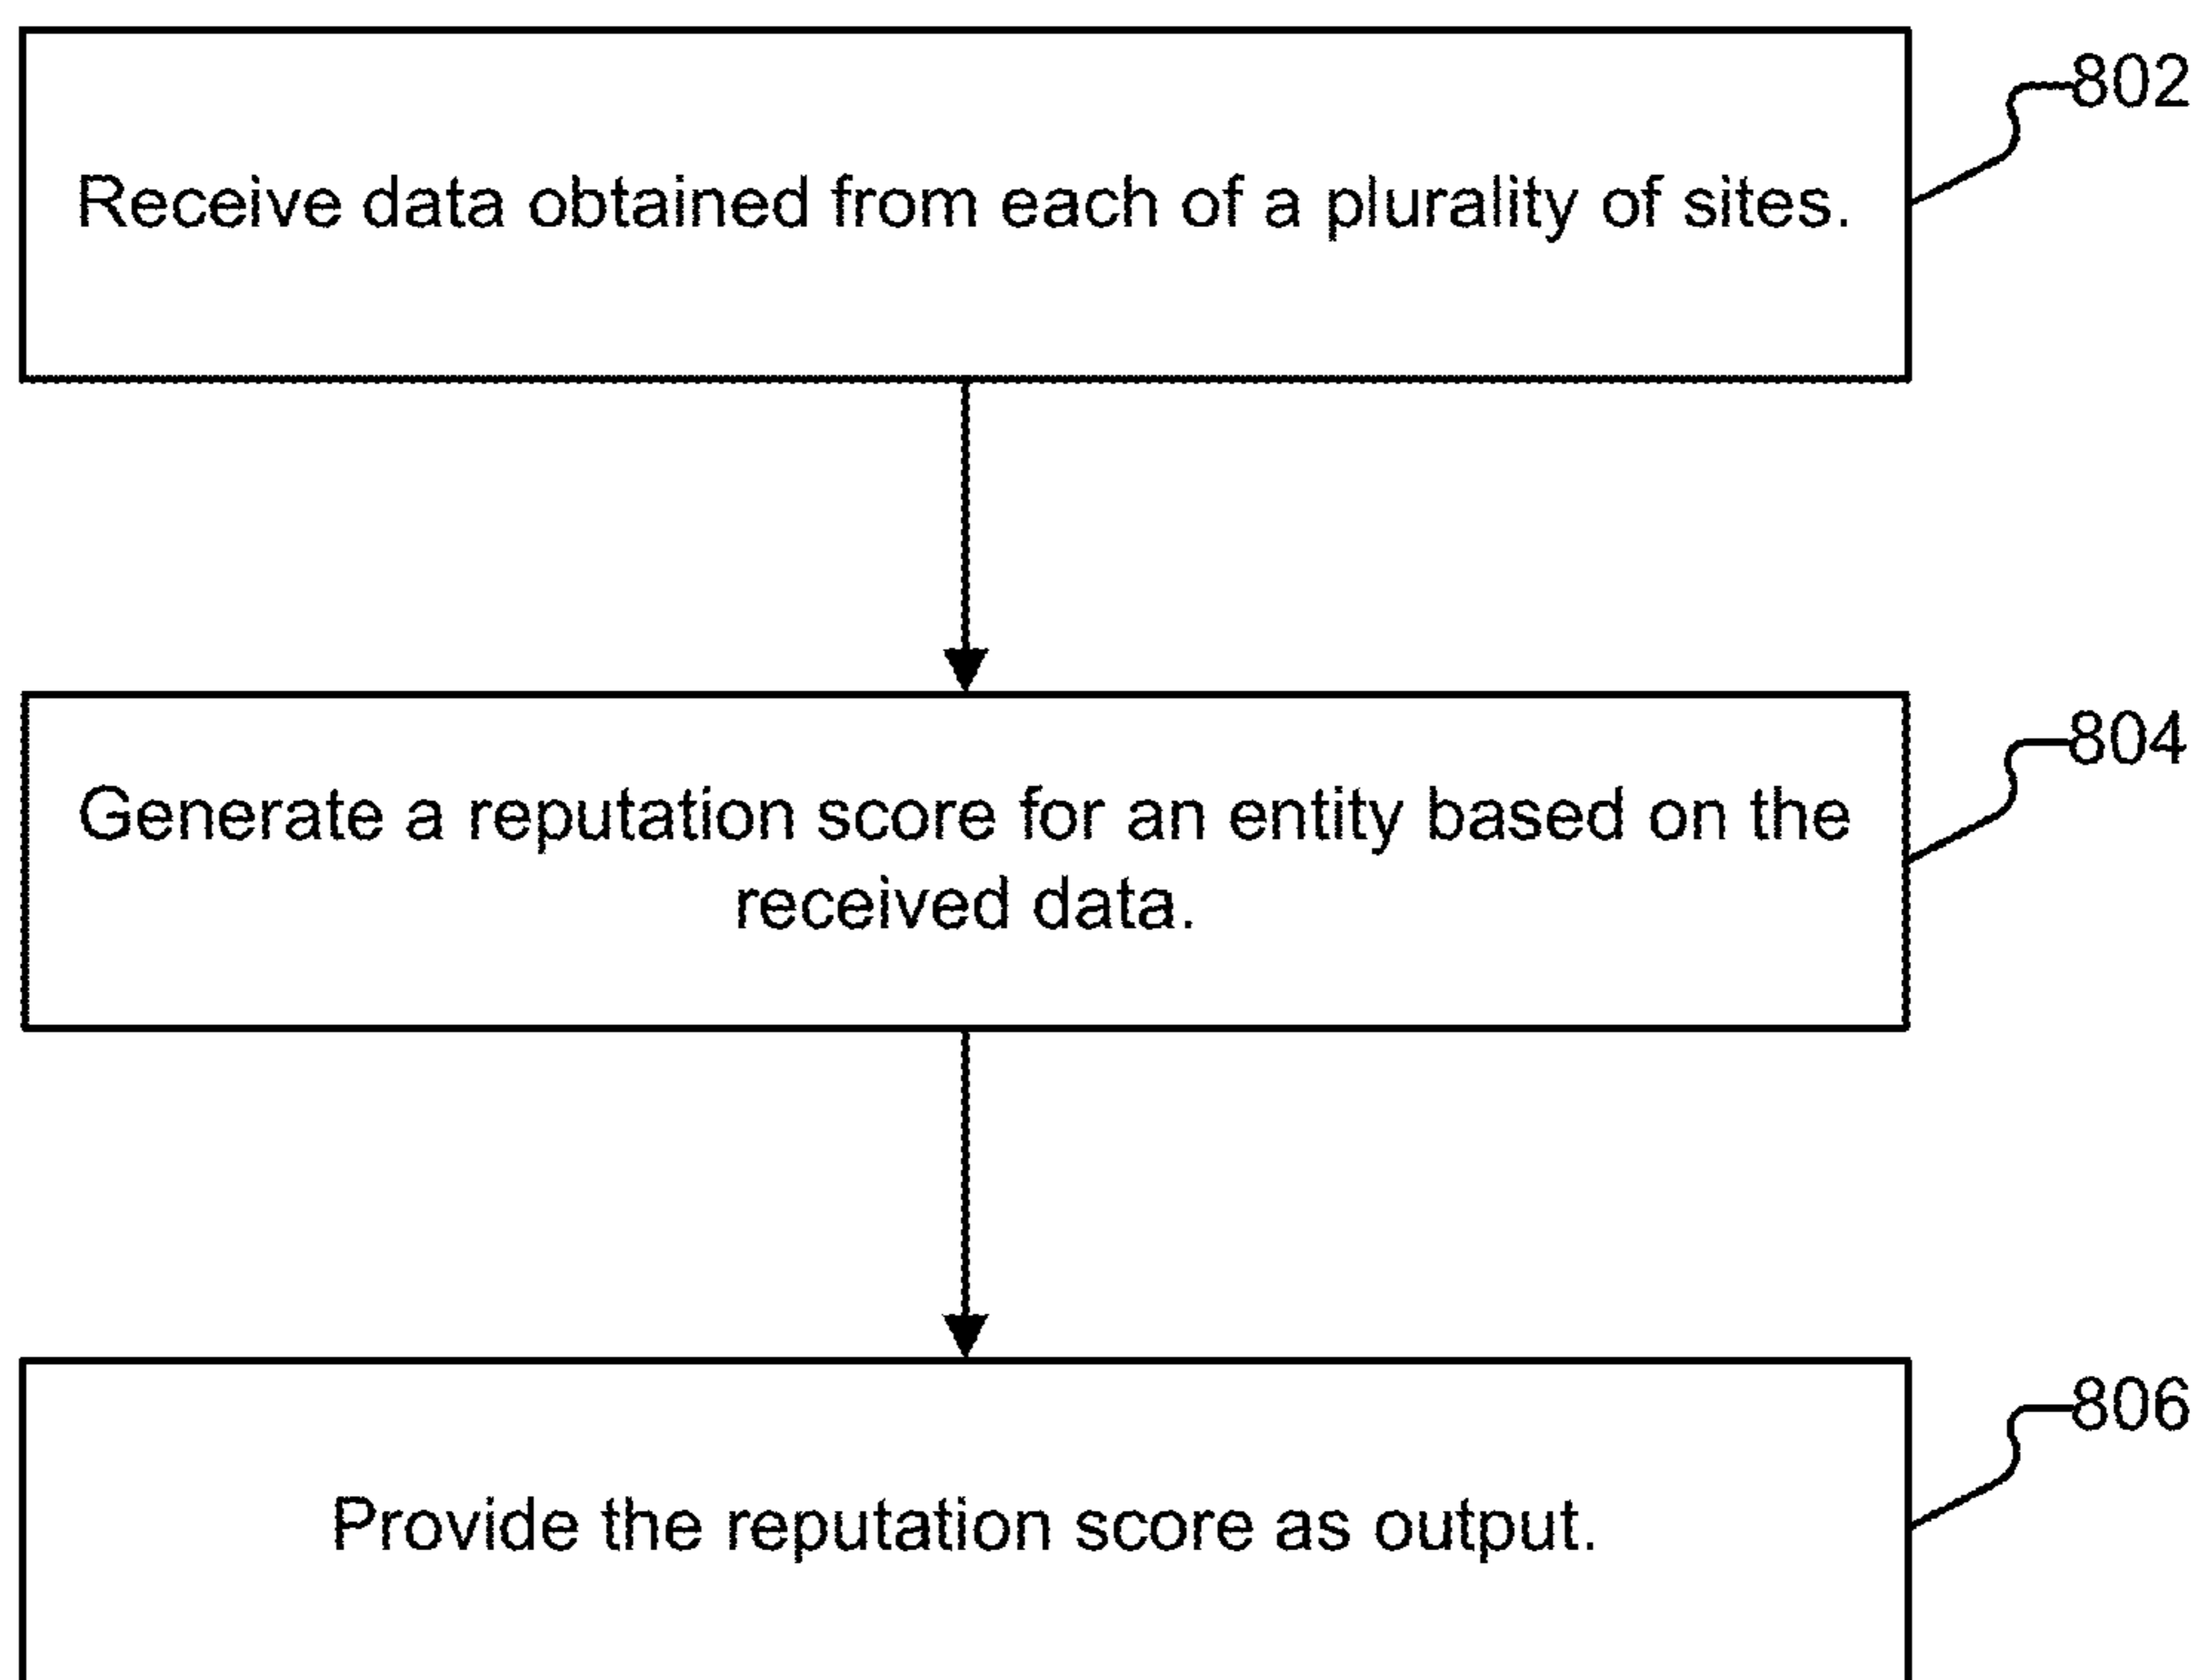 802
Receive data obtained from each of a plurality of sites.
804
Generate a reputation score for an entity based on the
received data.
806
Provide the reputation score as output.